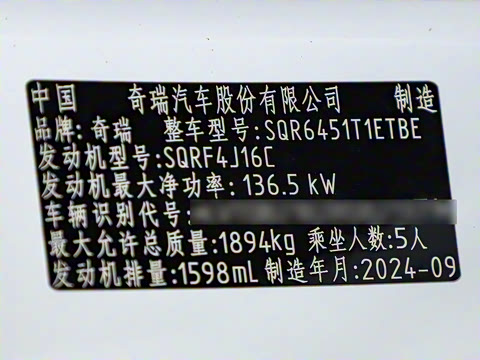 中国 奇瑞汽车股份有限公司 制造
品牌: 奇瑞 整车型号:SQR6451T1ETBE
发动机型号:SQRF4J16C
发动机最大净功率: 136.5 kW
车辆识别代号:
最大允许总质量:1894kg 乘坐人数:5人
发动机排量:1598mL 制造年月:2024-09